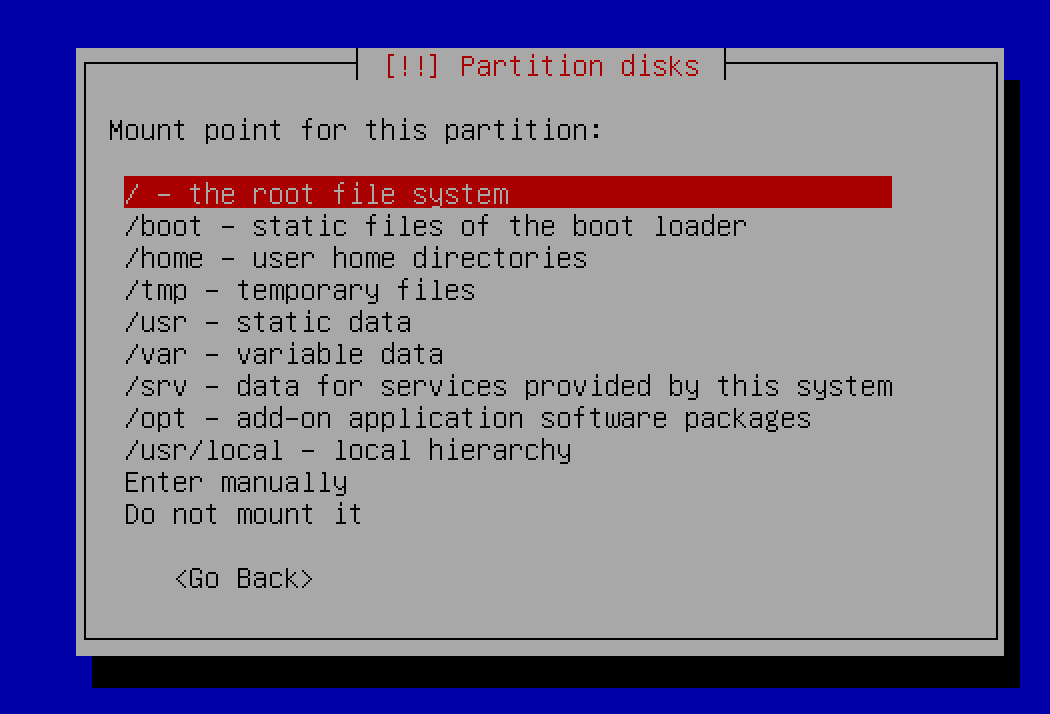 [!!] Partition disks
Mount point for this partition:
/ - the root file system
/boot - static files of the boot loader
/home - user home directories
/tmp - temporary files
/usr - static data
/var - variable data
/srv - data for services provided by this system
/opt - add-on application software packages
/usr/local - local hierarchy
Enter manually
Do not mount it
<Go Back>